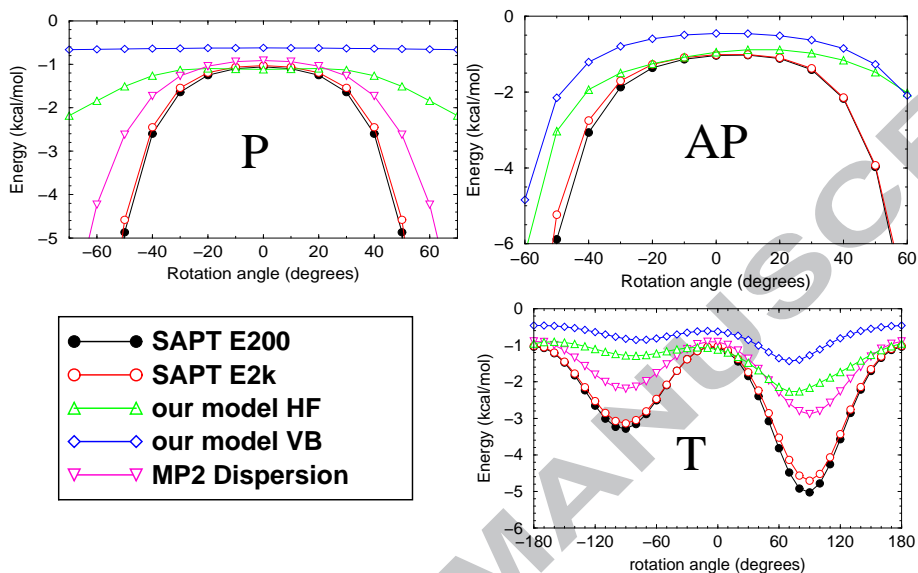 0
−1
−2
−3
−4
−5
Energy (kcal/mol)
P
−60 −40 −20 0 20 40 60
Rotation angle (degrees)
0
−2
−4
−6
Energy (kcal/mol)
AP
−60 −40 −20 0 20 40 60
Rotation angle (degrees)
SAPT E200
SAPT E2k
our model HF
our model VB
MP2 Dispersion
0
−1
−2
−3
−4
−5
−6
Energy (kcal/mol)
T
−180 −120 −60 0 60 120 180
rotation angle (degrees)
MANUSCR